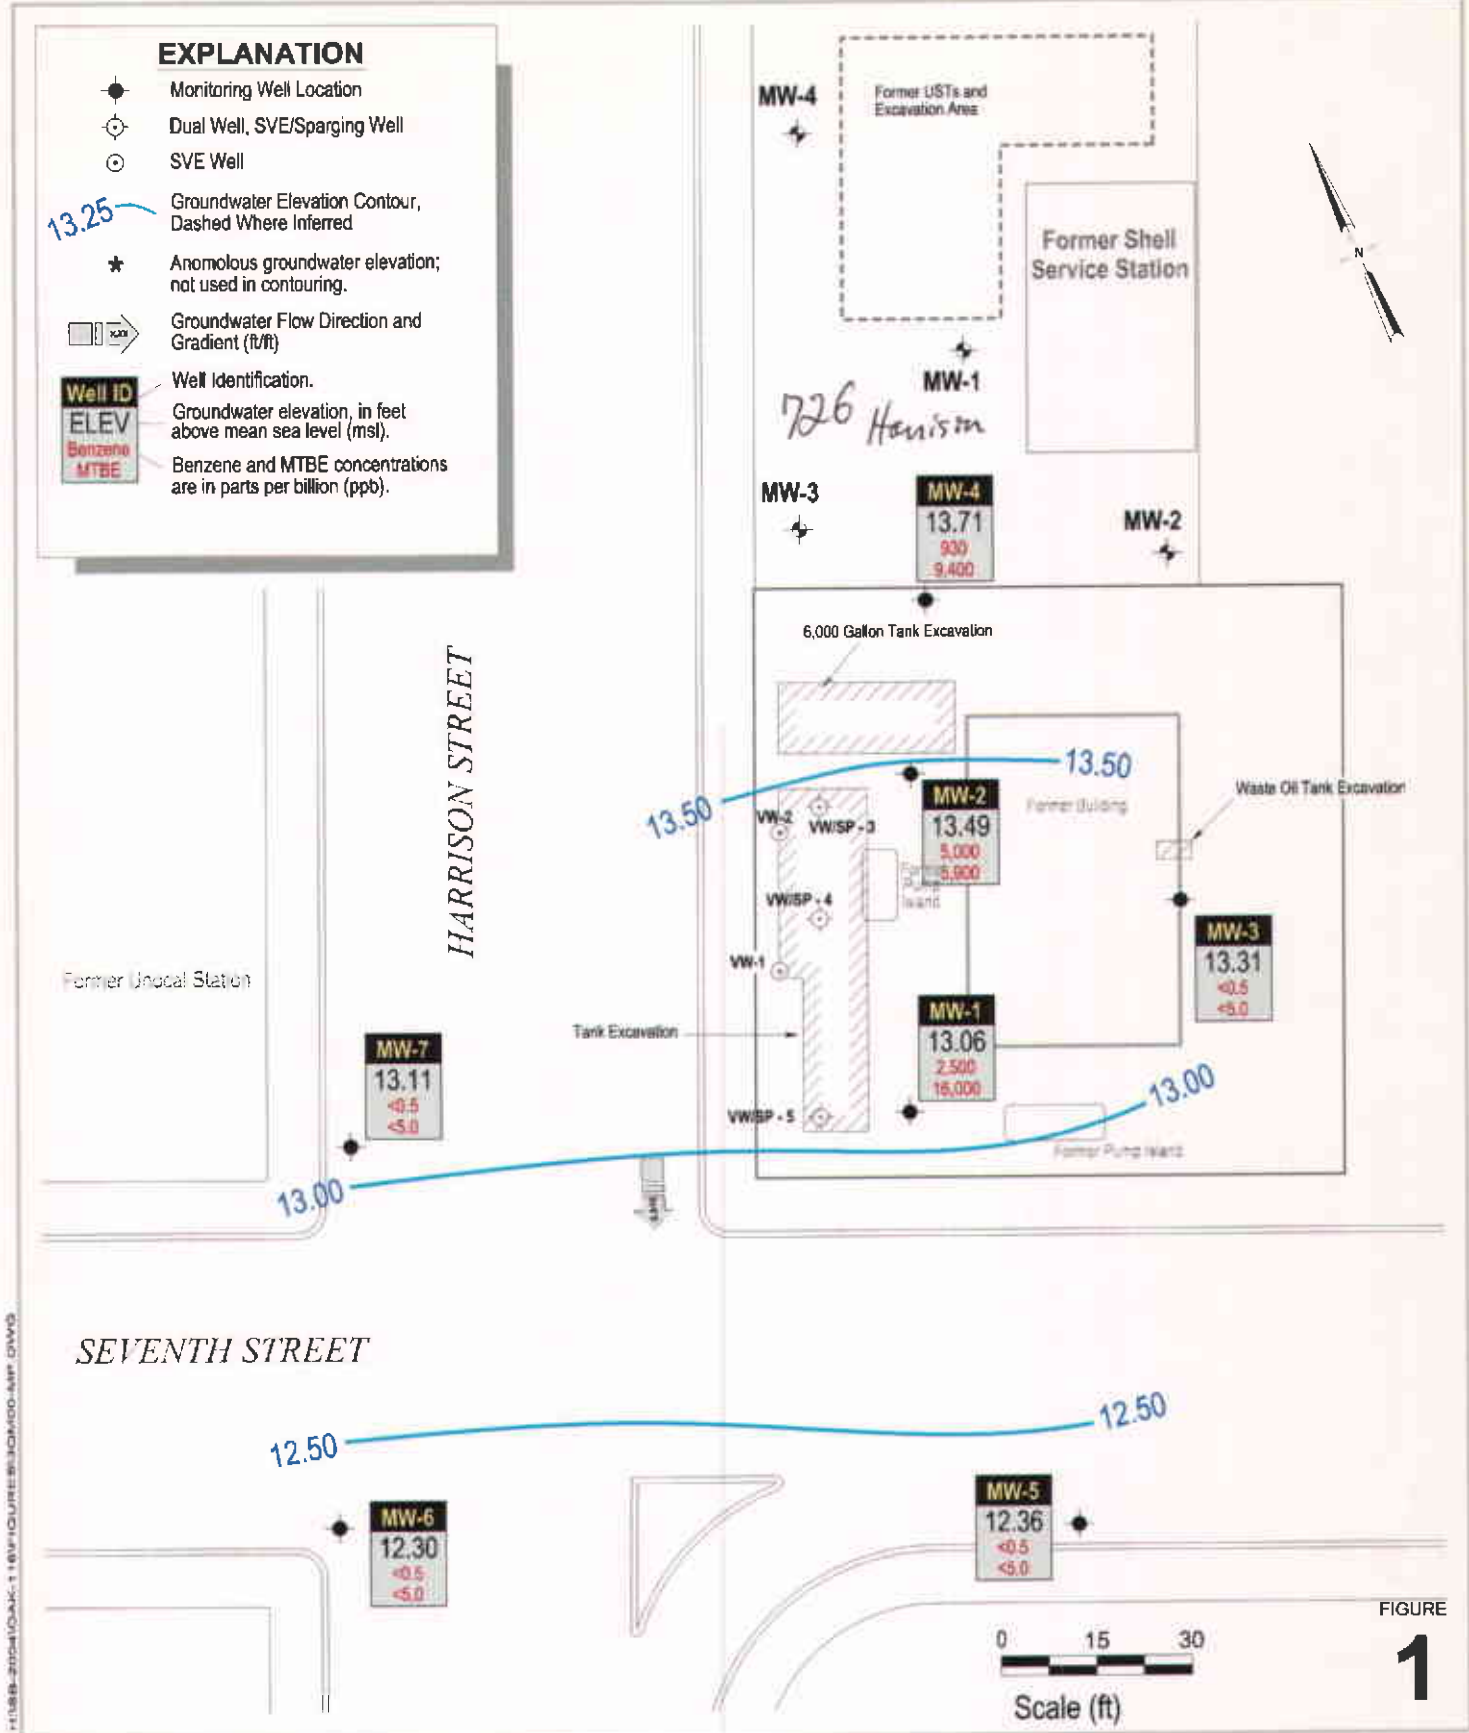 EXPLANATION
Monitoring Well Location
Dual Well, SVE/Sparging Well
SVE Well
13.25
Groundwater Elevation Contour,
Dashed Where Inferred
Anomolous groundwater elevation;
not used in contouring.
Groundwater Flow Direction and
Gradient (ft/ft)
Well ID
ELEV
Benzene
MTBE
Well Identification.
Groundwater elevation, in feet
above mean sea level (msl).
Benzene and MTBE concentrations
are in parts per billion (ppb).
MW-4
Former USTs and
Excavation Area
Former Shell
Service Station
N
MW-1
726 Harrison
MW-3
MW-4
13.71
930
9,400
MW-2
6,000 Gallon Tank Excavation
HARRISON STREET
13.50
13.50
VW-2
VW/SP - 3
MW-2
13.49
5,000
5,900
Former Building
Waste Oil Tank Excavation
Former
Pump
Island
VW/SP - 4
MW-3
13.31
<0.5
<5.0
VW-1
Former Unocal Station
Tank Excavation
MW-1
13.06
2,500
16,000
MW-7
13.11
<0.5
<5.0
13.00
VW/SP - 5
Former Pump Island
13.00
SEVENTH STREET
12.50
12.50
MW-6
12.30
<0.5
<5.0
MW-5
12.36
<0.5
<5.0
0 15 30
Scale (ft)
FIGURE
1